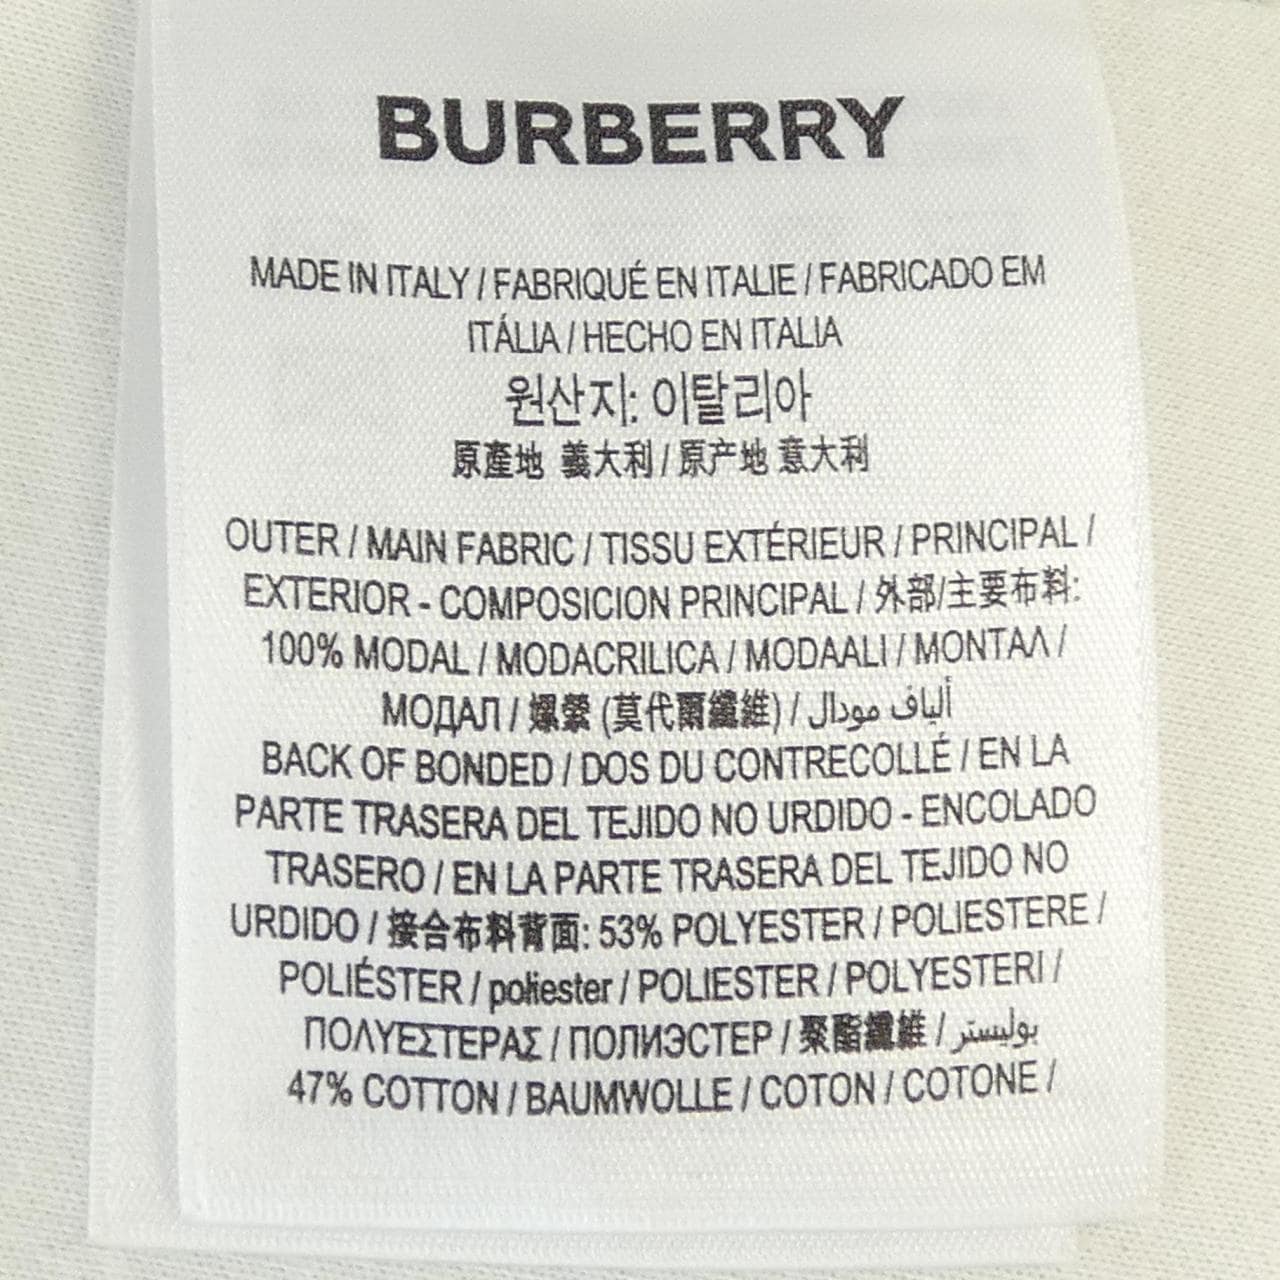 BURBERRY
MADE IN ITALY / FABRIQUÉ EN ITALIE / FABRICADO EM
ITÁLIA / HECHO EN ITALIA
원산지: 이탈리아
原產地 義大利 / 原产地 意大利
OUTER / MAIN FABRIC / TISSU EXTÉRIEUR / PRINCIPAL /
EXTERIOR - COMPOSICION PRINCIPAL / 外部/主要布料:
100% MODAL / MODACRILICA / MODAALI / ΜΟΝΤΑΛ /
МОДАЛ / 螺縈 (莫代爾纖維) / ألياف مودال
BACK OF BONDED / DOS DU CONTRECOLLÉ / EN LA
PARTE TRASERA DEL TEJIDO NO URDIDO - ENCOLADO
TRASERO / EN LA PARTE TRASERA DEL TEJIDO NO
URDIDO / 接合布料背面: 53% POLYESTER / POLIESTERE /
POLIÉSTER / poliester / POLIESTER / POLYESTERI /
ΠΟΛΥΕΣΤΕΡΑΣ / ПОЛИЭСТЕР / 聚酯纖維 / بوليستر
47% COTTON / BAUMWOLLE / COTON / COTONE /